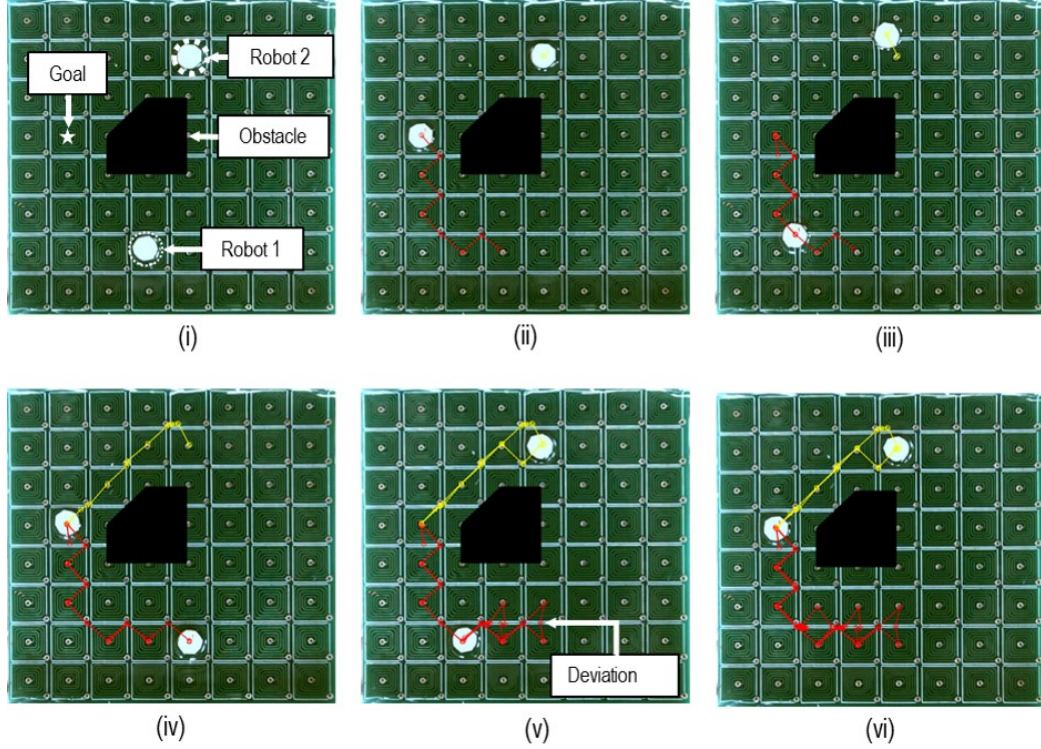 Goal
Robot 2
Obstacle
Robot 1
(i)
(ii)
(iii)
Deviation
(iv)
(v)
(vi)